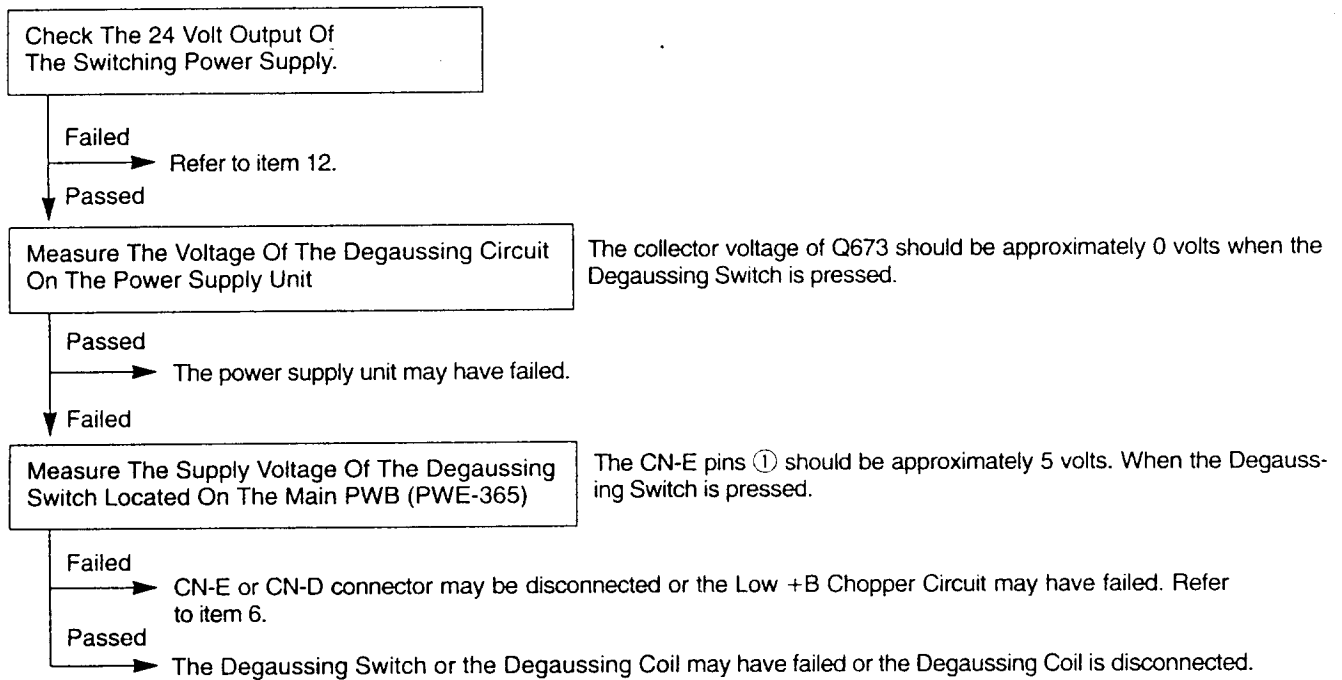 Check The 24 Volt Output Of
The Switching Power Supply.
Failed
Refer to item 12.
Passed
Measure The Voltage Of The Degaussing Circuit
On The Power Supply Unit
The collector voltage of Q673 should be approximately 0 volts when the
Degaussing Switch is pressed.
Passed
The power supply unit may have failed.
Failed
Measure The Supply Voltage Of The Degaussing
Switch Located On The Main PWB (PWE-365)
The CN-E pins ① should be approximately 5 volts. When the Degauss-
ing Switch is pressed.
Failed
CN-E or CN-D connector may be disconnected or the Low +B Chopper Circuit may have failed. Refer
to item 6.
Passed
The Degaussing Switch or the Degaussing Coil may have failed or the Degaussing Coil is disconnected.